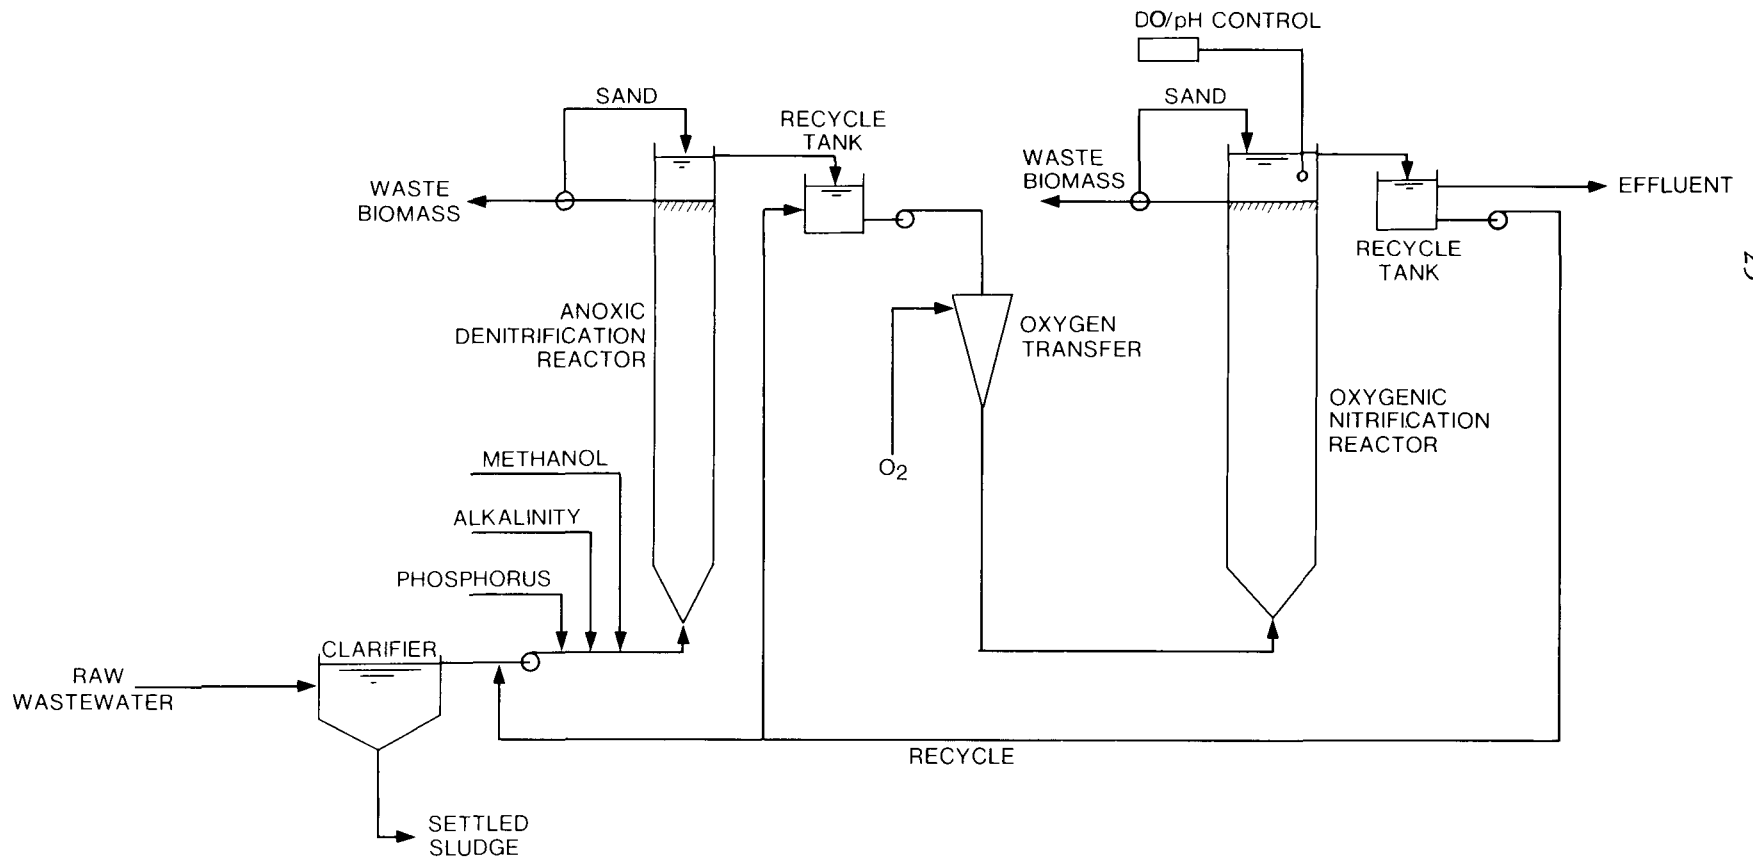 DO/pH CONTROL
SAND
RECYCLE
TANK
SAND
WASTE
BIOMASS
WASTE
BIOMASS
EFFLUENT
RECYCLE
TANK
ANOXIC
DENITRIFICATION
REACTOR
OXYGEN
TRANSFER
OXYGENIC
NITRIFICATION
REACTOR
O2
METHANOL
ALKALINITY
PHOSPHORUS
CLARIFIER
RAW
WASTEWATER
RECYCLE
SETTLED
SLUDGE